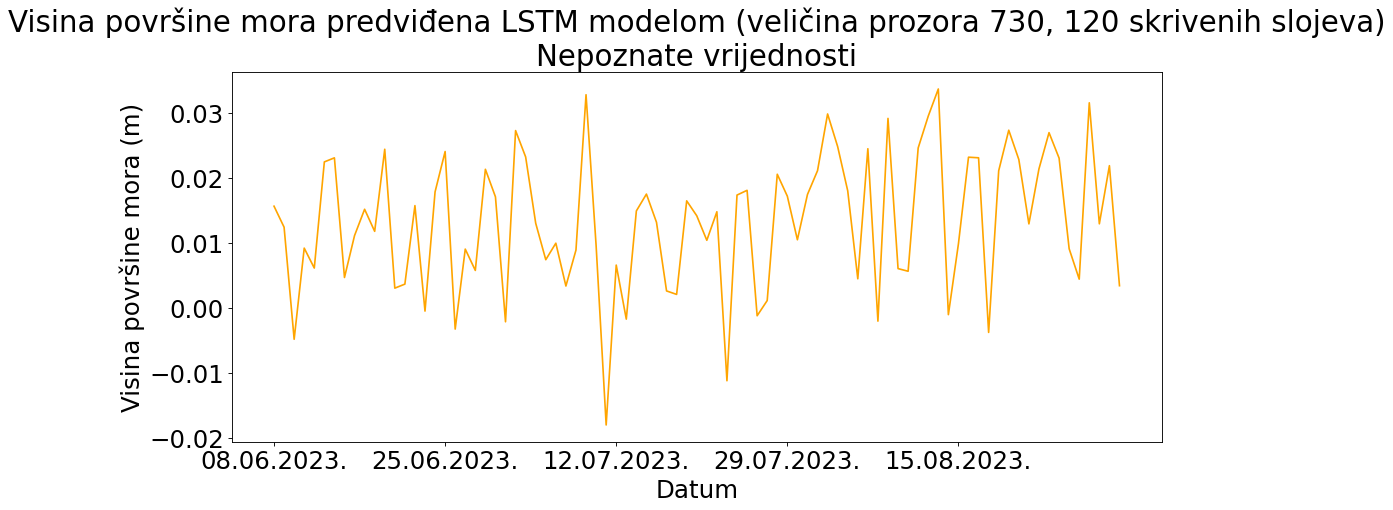 Visina površine mora predviđena LSTM modelom (veličina prozora 730, 120 skrivenih slojeva)
Nepoznate vrijednosti
Visina površine mora (m)
0.03
0.02
0.01
0.00
−0.01
−0.02
08.06.2023. 25.06.2023. 12.07.2023. 29.07.2023. 15.08.2023.
Datum